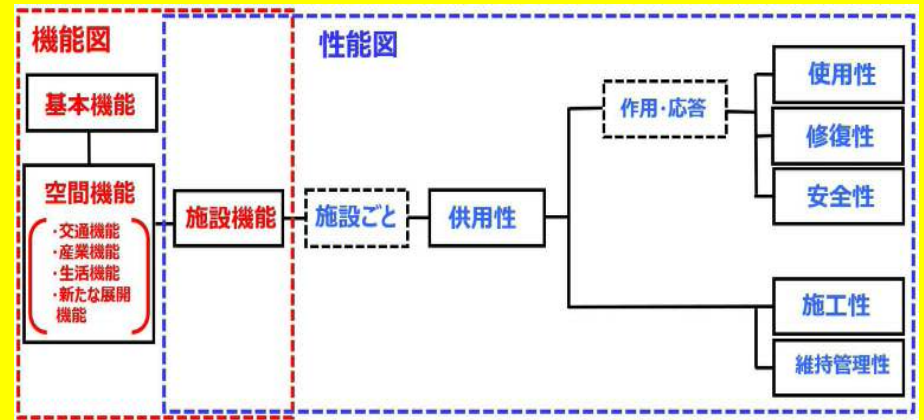 機能図
性能図
基本機能
空間機能
・交通機能
・産業機能
・生活機能
・新たな展開
機能
施設機能
施設ごと
供用性
作用・応答
使用性
修復性
安全性
施工性
維持管理性